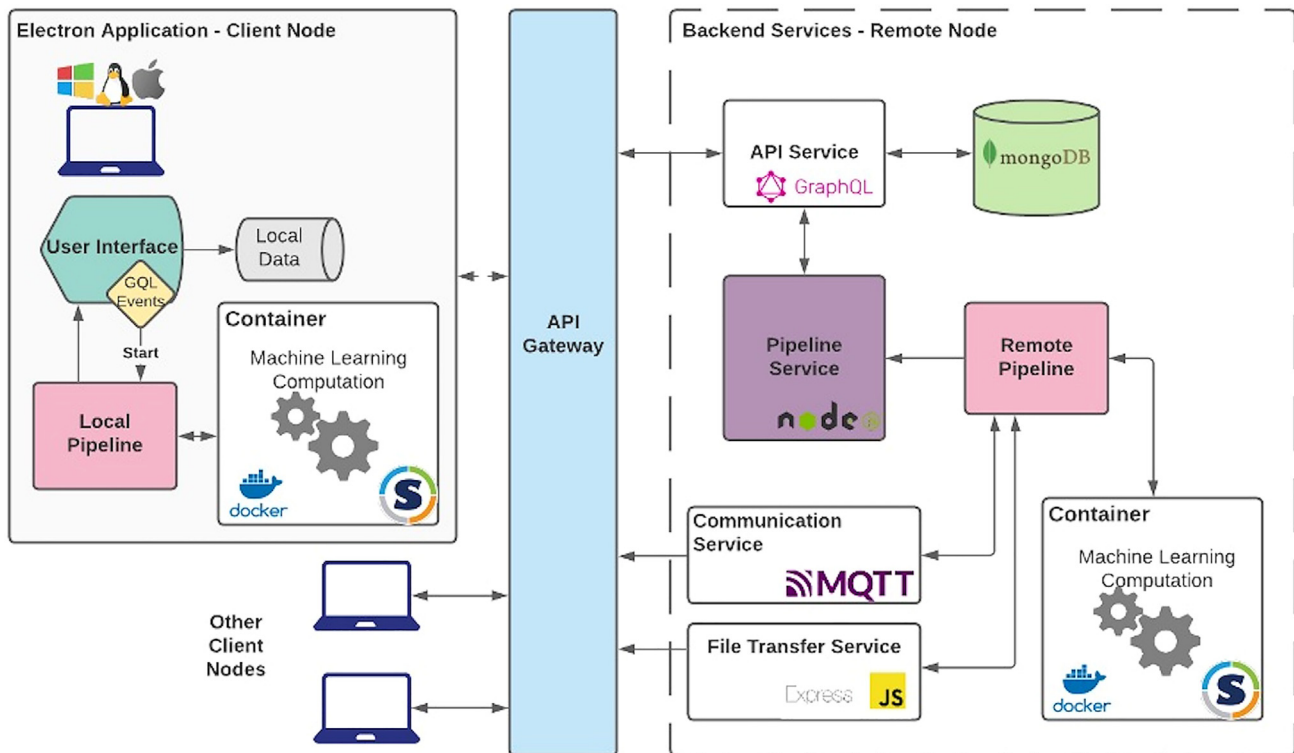 Electron Application - Client Node
User Interface
GQL
Events
Local
Data
Start
Local
Pipeline
Container
Machine Learning
Computation
docker
S
Other
Client
Nodes
API
Gateway
Backend Services - Remote Node
API Service
GraphQL
mongoDB
Pipeline
Service
node
Remote
Pipeline
Communication
Service
MQTT
File Transfer Service
Express
JS
Container
Machine Learning
Computation
docker
S